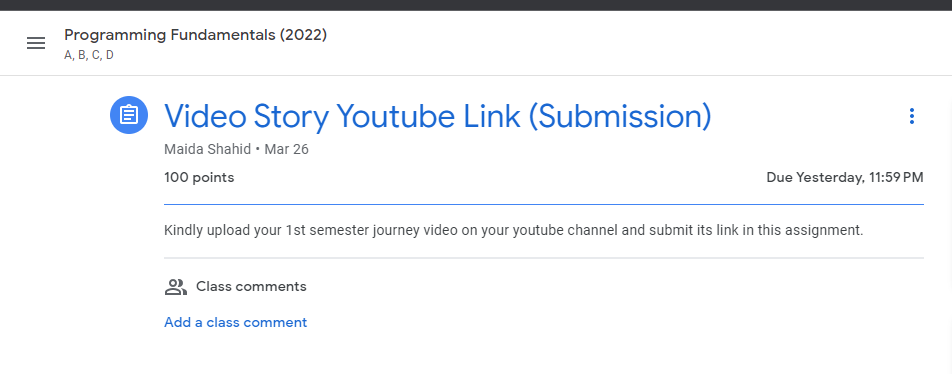 Programming Fundamentals (2022)
A, B, C, D
Video Story Youtube Link (Submission)
Maida Shahid • Mar 26
100 points
Due Yesterday, 11:59 PM
Kindly upload your 1st semester journey video on your youtube channel and submit its link in this assignment.
Class comments
Add a class comment